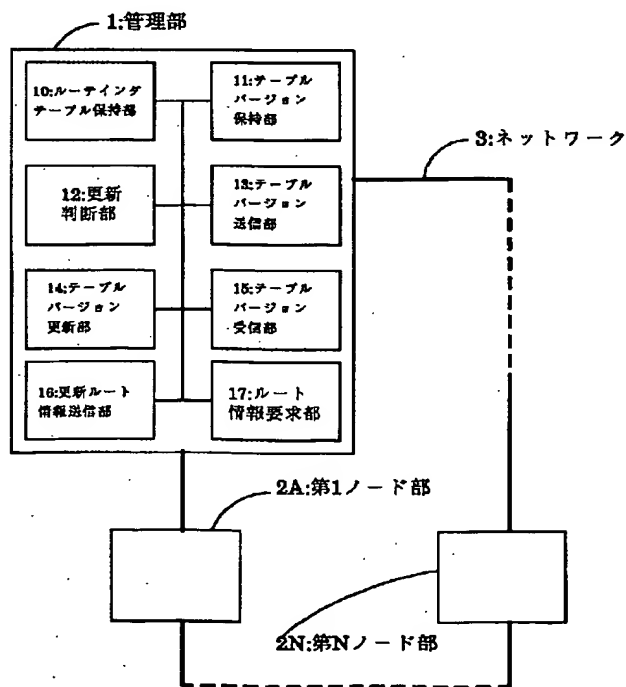 1:管理部
10:ルーテインダ
テーブル保持部
11:テーブル
バージョン
保持部
3:ネットワーク
12:更新
判断部
13:テーブル
バージョン
送信部
14:テーブル
バージョン
更新部
15:テーブル
バージョン
受信部
16:更新ルート
情報送信部
17:ルート
情報要求部
2A:第1ノード部
2N:第Nノード部